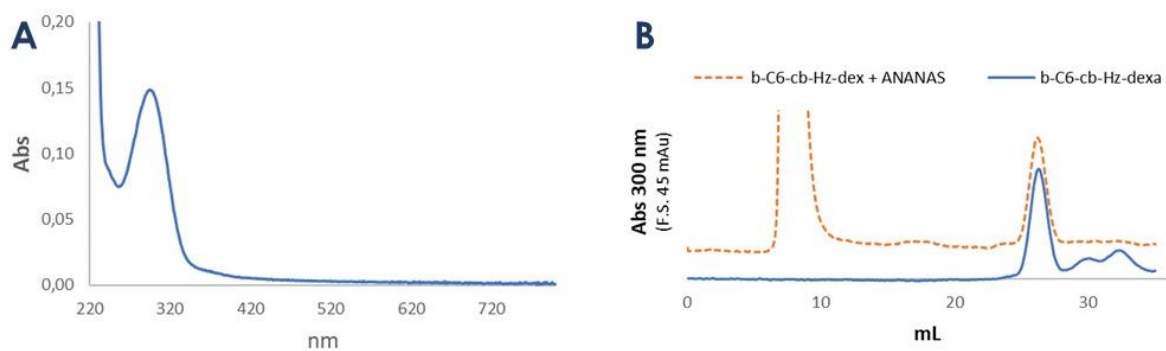 A
Abs
0,20
0,15
0,10
0,05
0,00
220 320 420 520 620 720
nm
B
b-C6-cb-Hz-dex + ANANAS b-C6-cb-Hz-dexa
Abs 300 nm
(F.S. 45 mAu)
0 10 20 30
mL